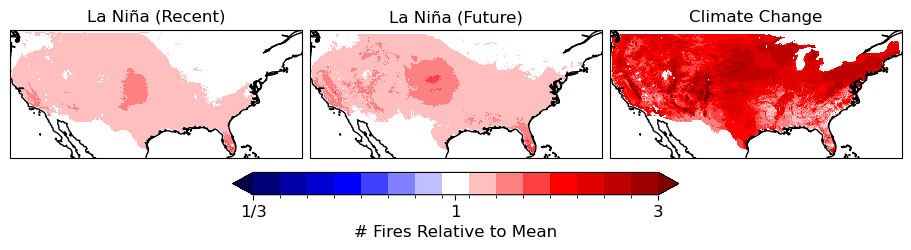 La Niña (Recent)
La Niña (Future)
Climate Change
1/3 1 3
# Fires Relative to Mean